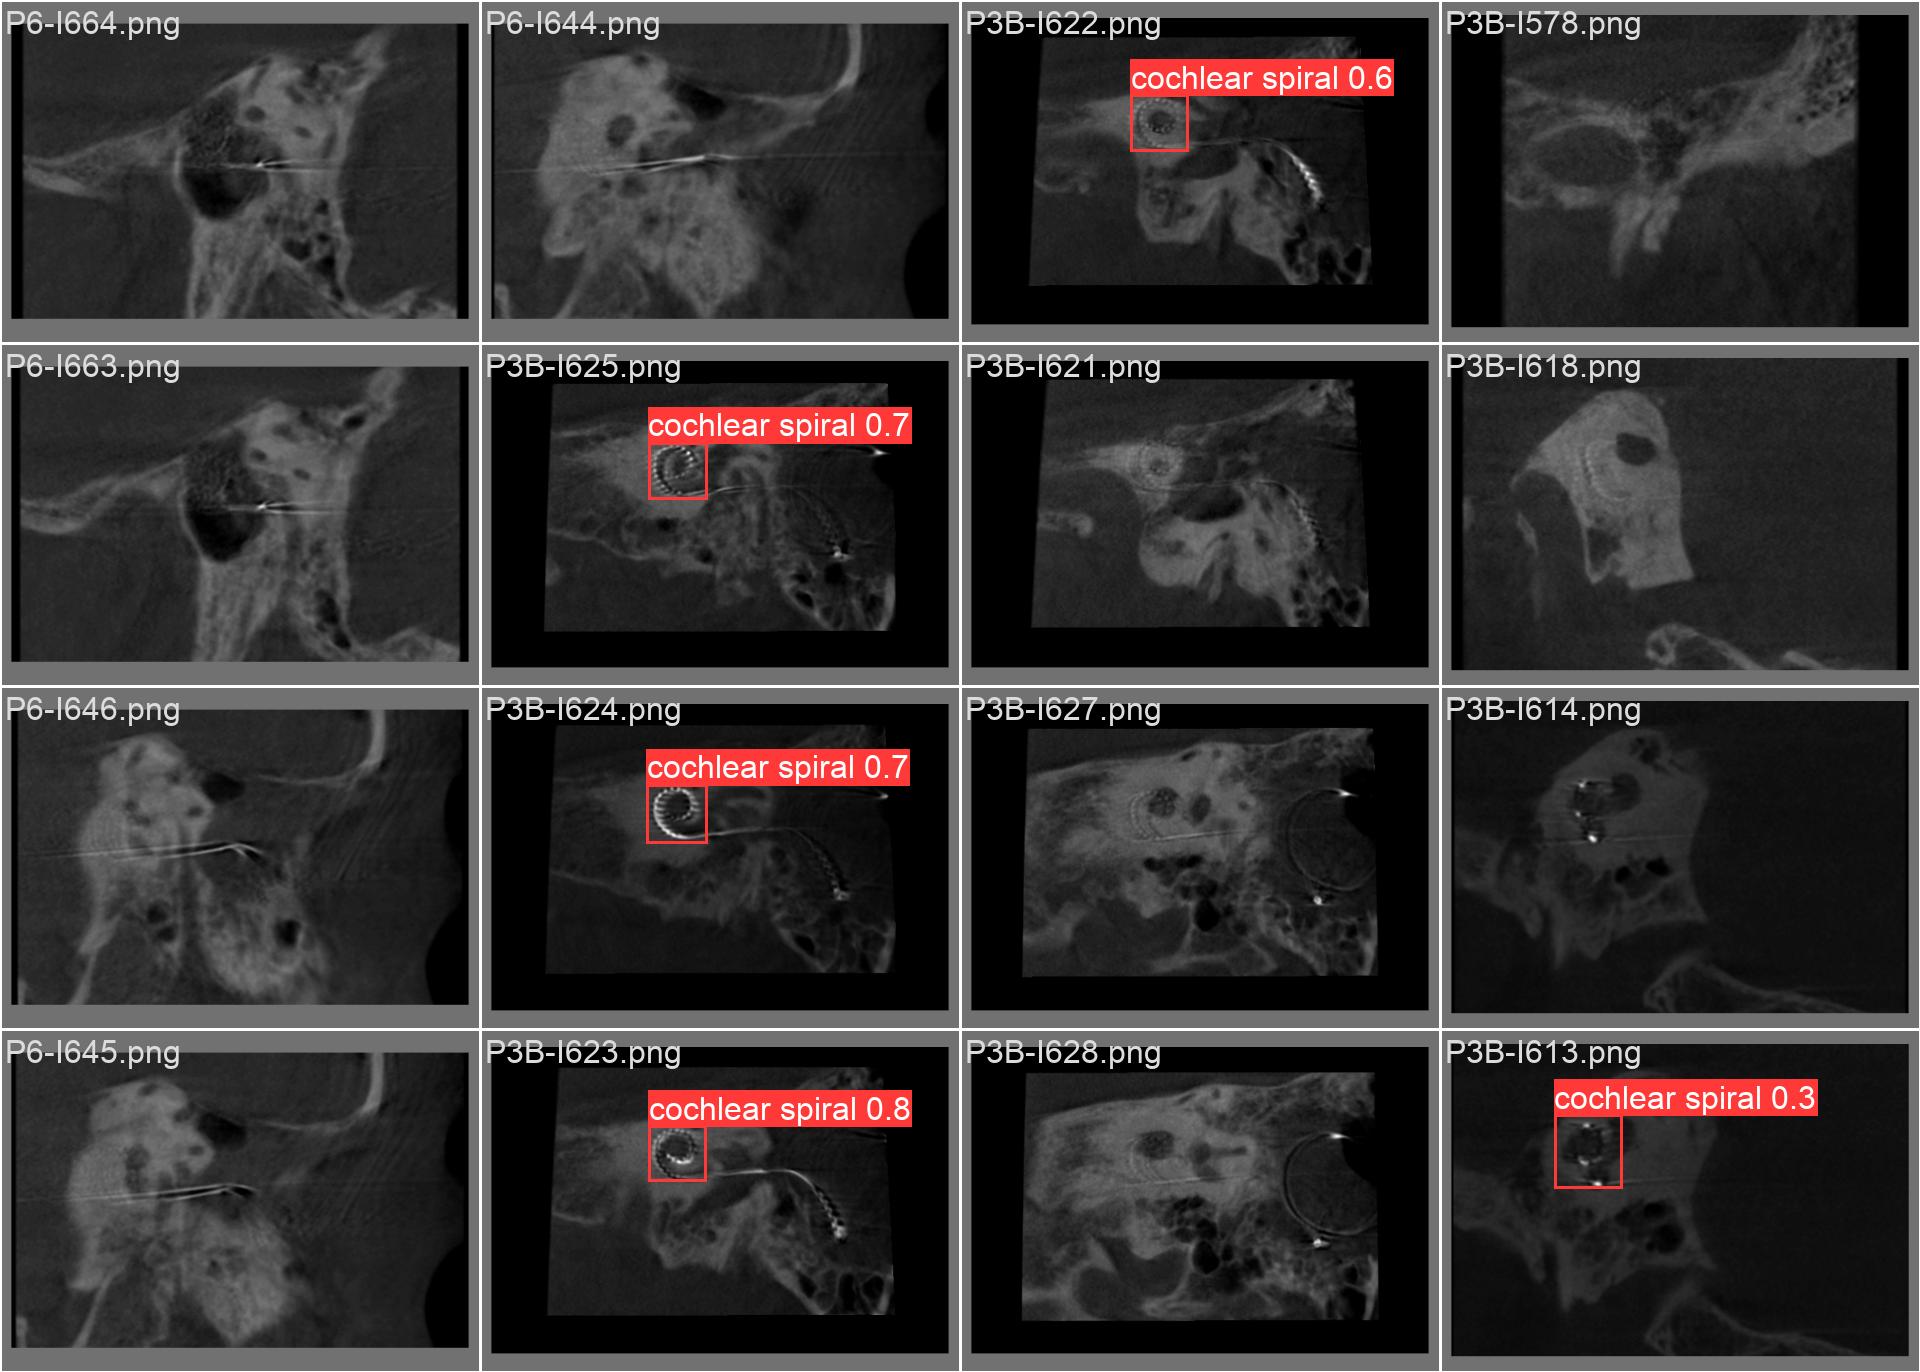 P6-I664.png
P6-I644.png
P3B-I622.png
cochlear spiral 0.6
P3B-I578.png
P6-I663.png
P3B-I625.png
cochlear spiral 0.7
P3B-I621.png
P3B-I618.png
P6-I646.png
P3B-I624.png
cochlear spiral 0.7
P3B-I627.png
P3B-I614.png
P6-I645.png
P3B-I623.png
cochlear spiral 0.8
P3B-I628.png
P3B-I613.png
cochlear spiral 0.3